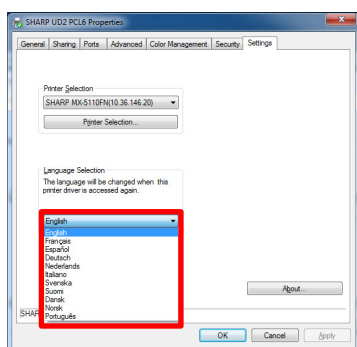 SHARP UD2 PCL6 Properties
General Sharing Ports Advanced Color Management Security Settings
Printer Selection
SHARP MX-5110FN(10.36.146.20)
Printer Selection...
Language Selection
The language will be changed when this
printer driver is accessed again.
English
English
Français
Español
Deutsch
Nederlands
Italiano
Svenska
Suomi
Dansk
Norsk
Português
About...
SHAR
OK Cancel Apply